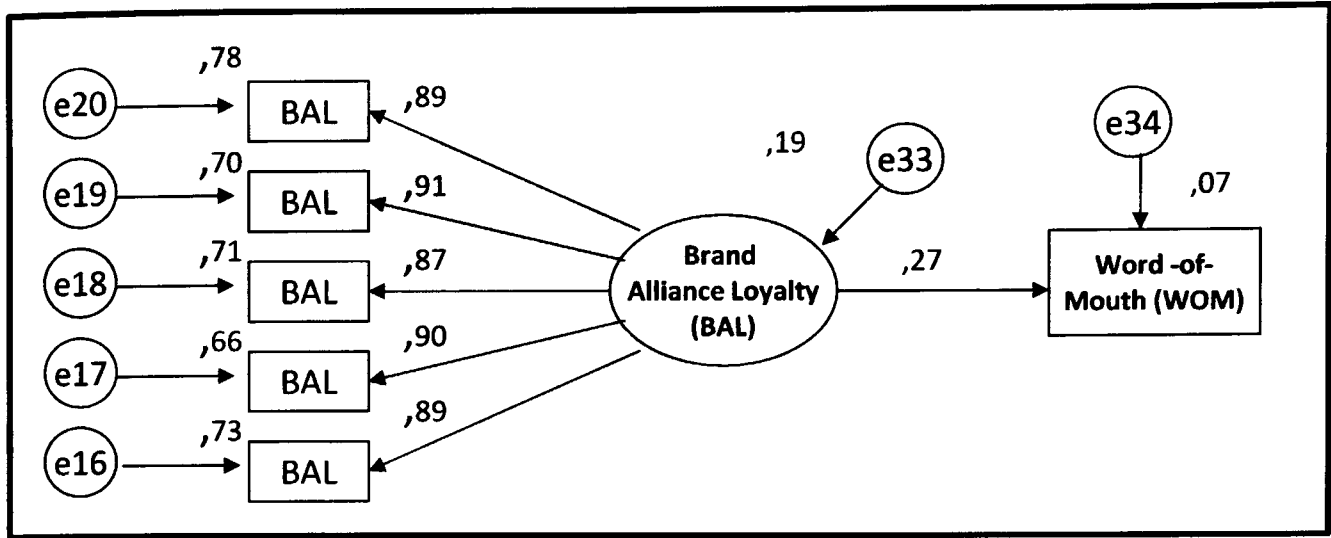 ,78
e20
BAL
,89
,70
e19
BAL
,91
,71
e18
BAL
,87
,66
e17
BAL
,90
,73
e16
BAL
,89
,19
e33
Brand
Alliance Loyalty
(BAL)
,27
e34
,07
Word -of-
Mouth (WOM)